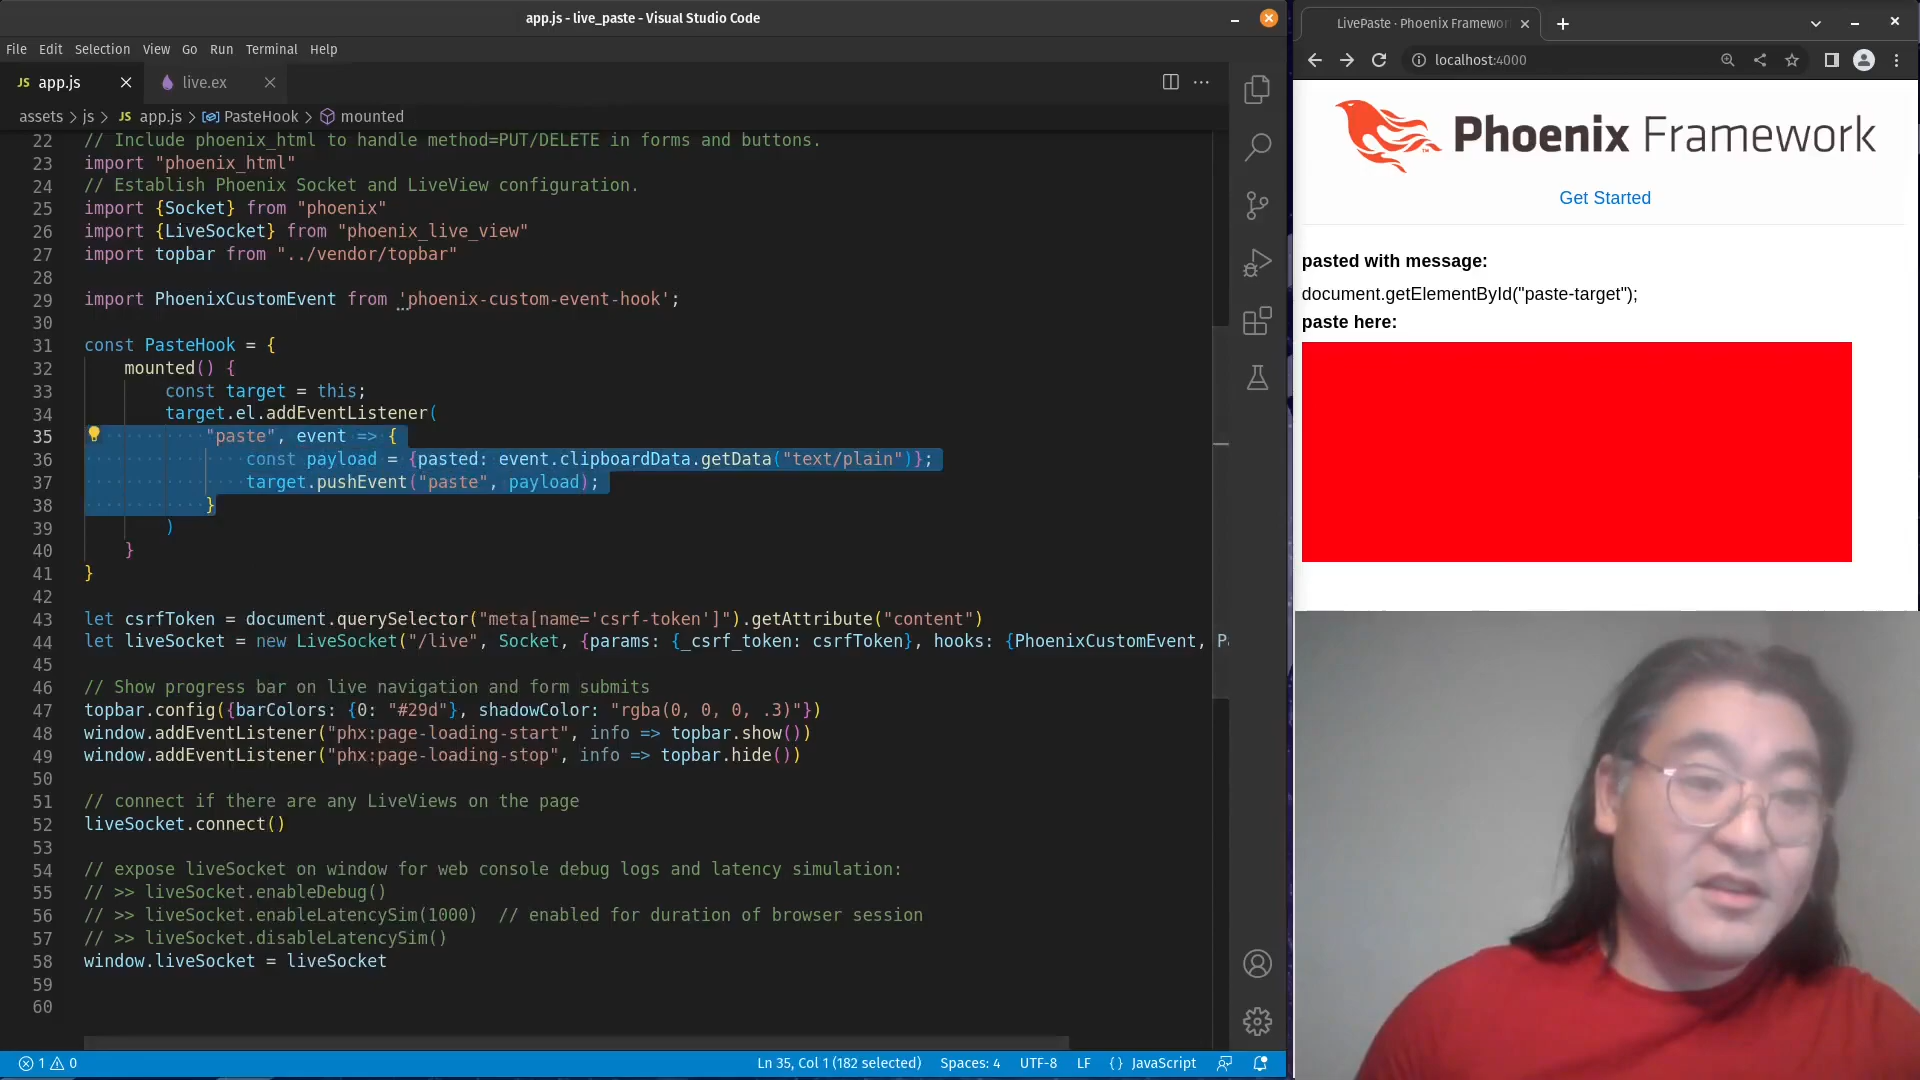 app.js - live_paste - Visual Studio Code
File Edit Selection View Go Run Terminal Help
JS app.js live.ex
assets > js > JS app.js > PasteHook > mounted
22 // Include phoenix_html to handle method=PUT/DELETE in forms and buttons.
23 import "phoenix_html"
24 // Establish Phoenix Socket and LiveView configuration.
25 import {Socket} from "phoenix"
26 import {LiveSocket} from "phoenix_live_view"
27 import topbar from "../vendor/topbar"
28
29 import PhoenixCustomEvent from 'phoenix-custom-event-hook';
30
31 const PasteHook = {
32 mounted() {
33 const target = this;
34 target.el.addEventListener(
35 "paste", event => {
36 const payload = {pasted: event.clipboardData.getData("text/plain")};
37 target.pushEvent("paste", payload);
38 }
39 )
40 }
41 }
42
43 let csrfToken = document.querySelector("meta[name='csrf-token']").getAttribute("content")
44 let liveSocket = new LiveSocket("/live", Socket, {params: {_csrf_token: csrfToken}, hooks: {PhoenixCustomEvent, P
45
46 // Show progress bar on live navigation and form submits
47 topbar.config({barColors: {0: "#29d"}, shadowColor: "rgba(0, 0, 0, .3)"})
48 window.addEventListener("phx:page-loading-start", info => topbar.show())
49 window.addEventListener("phx:page-loading-stop", info => topbar.hide())
50
51 // connect if there are any LiveViews on the page
52 liveSocket.connect()
53
54 // expose liveSocket on window for web console debug logs and latency simulation:
55 // >> liveSocket.enableDebug()
56 // >> liveSocket.enableLatencySim(1000)  // enabled for duration of browser session
57 // >> liveSocket.disableLatencySim()
58 window.liveSocket = liveSocket
59
60
1 0 Ln 35, Col 1 (182 selected) Spaces: 4 UTF-8 LF {} JavaScript
LivePaste · Phoenix Framewor
localhost:4000
Phoenix Framework
Get Started
pasted with message:
document.getElementById("paste-target");
paste here: